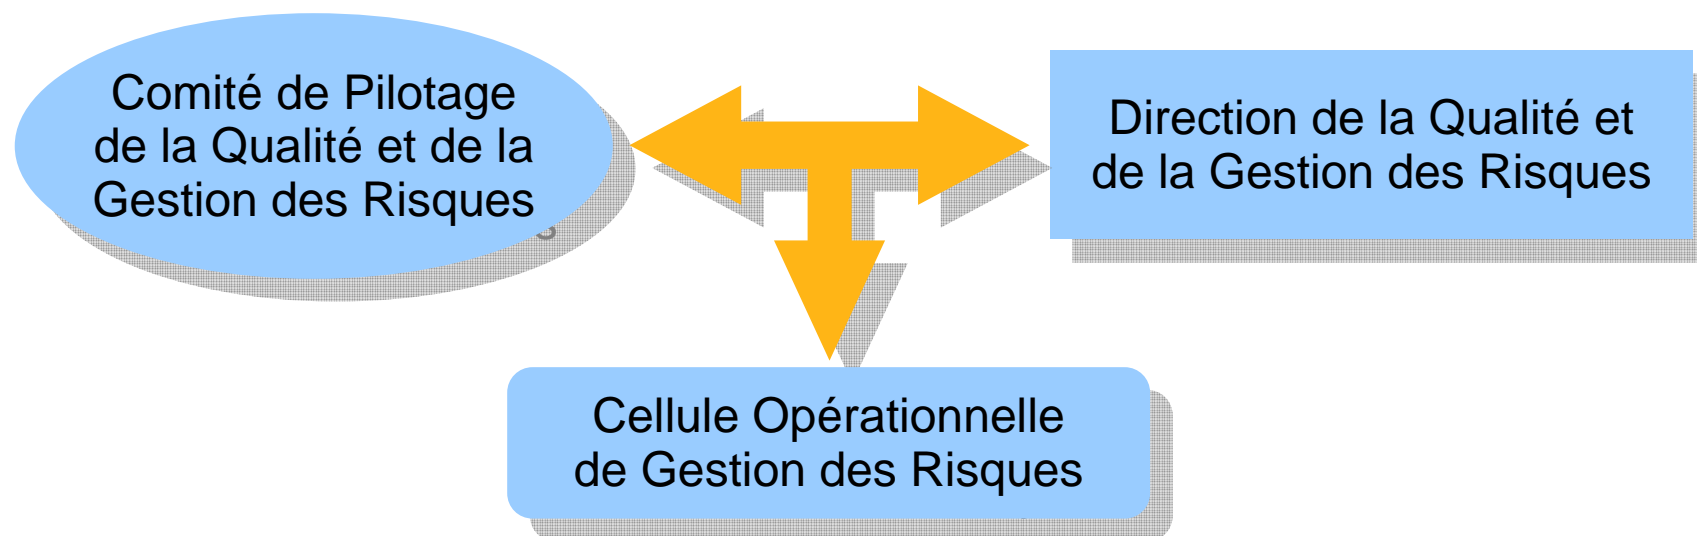 Comité de Pilotage
de la Qualité et de la
Gestion des Risques
Direction de la Qualité et
de la Gestion des Risques
Cellule Opérationnelle
de Gestion des Risques